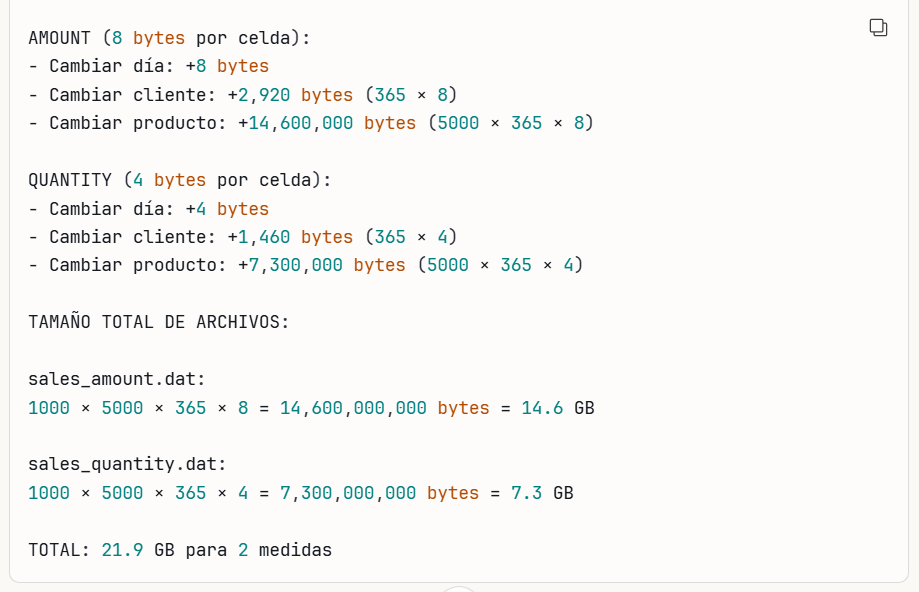 AMOUNT (8 bytes por celda):
- Cambiar día: +8 bytes
- Cambiar cliente: +2,920 bytes (365 × 8)
- Cambiar producto: +14,600,000 bytes (5000 × 365 × 8)
QUANTITY (4 bytes por celda):
- Cambiar día: +4 bytes
- Cambiar cliente: +1,460 bytes (365 × 4)
- Cambiar producto: +7,300,000 bytes (5000 × 365 × 4)
TAMAÑO TOTAL DE ARCHIVOS:
sales_amount.dat:
1000 × 5000 × 365 × 8 = 14,600,000,000 bytes = 14.6 GB
sales_quantity.dat:
1000 × 5000 × 365 × 4 = 7,300,000,000 bytes = 7.3 GB
TOTAL: 21.9 GB para 2 medidas